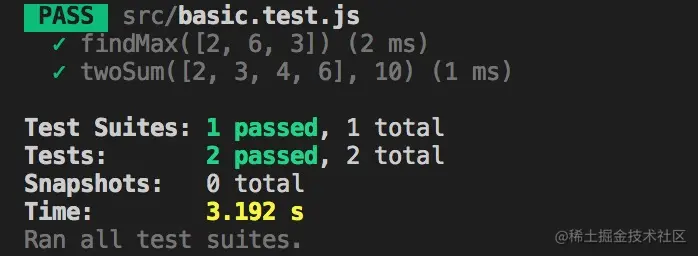 PASS src/basic.test.js
✓ findMax([2, 6, 3]) (2 ms)
✓ twoSum([2, 3, 4, 6], 10) (1 ms)
Test Suites: 1 passed, 1 total
Tests: 2 passed, 2 total
Snapshots: 0 total
Time: 3.192 s
Ran all test suites.
@稀土掘金技术社区